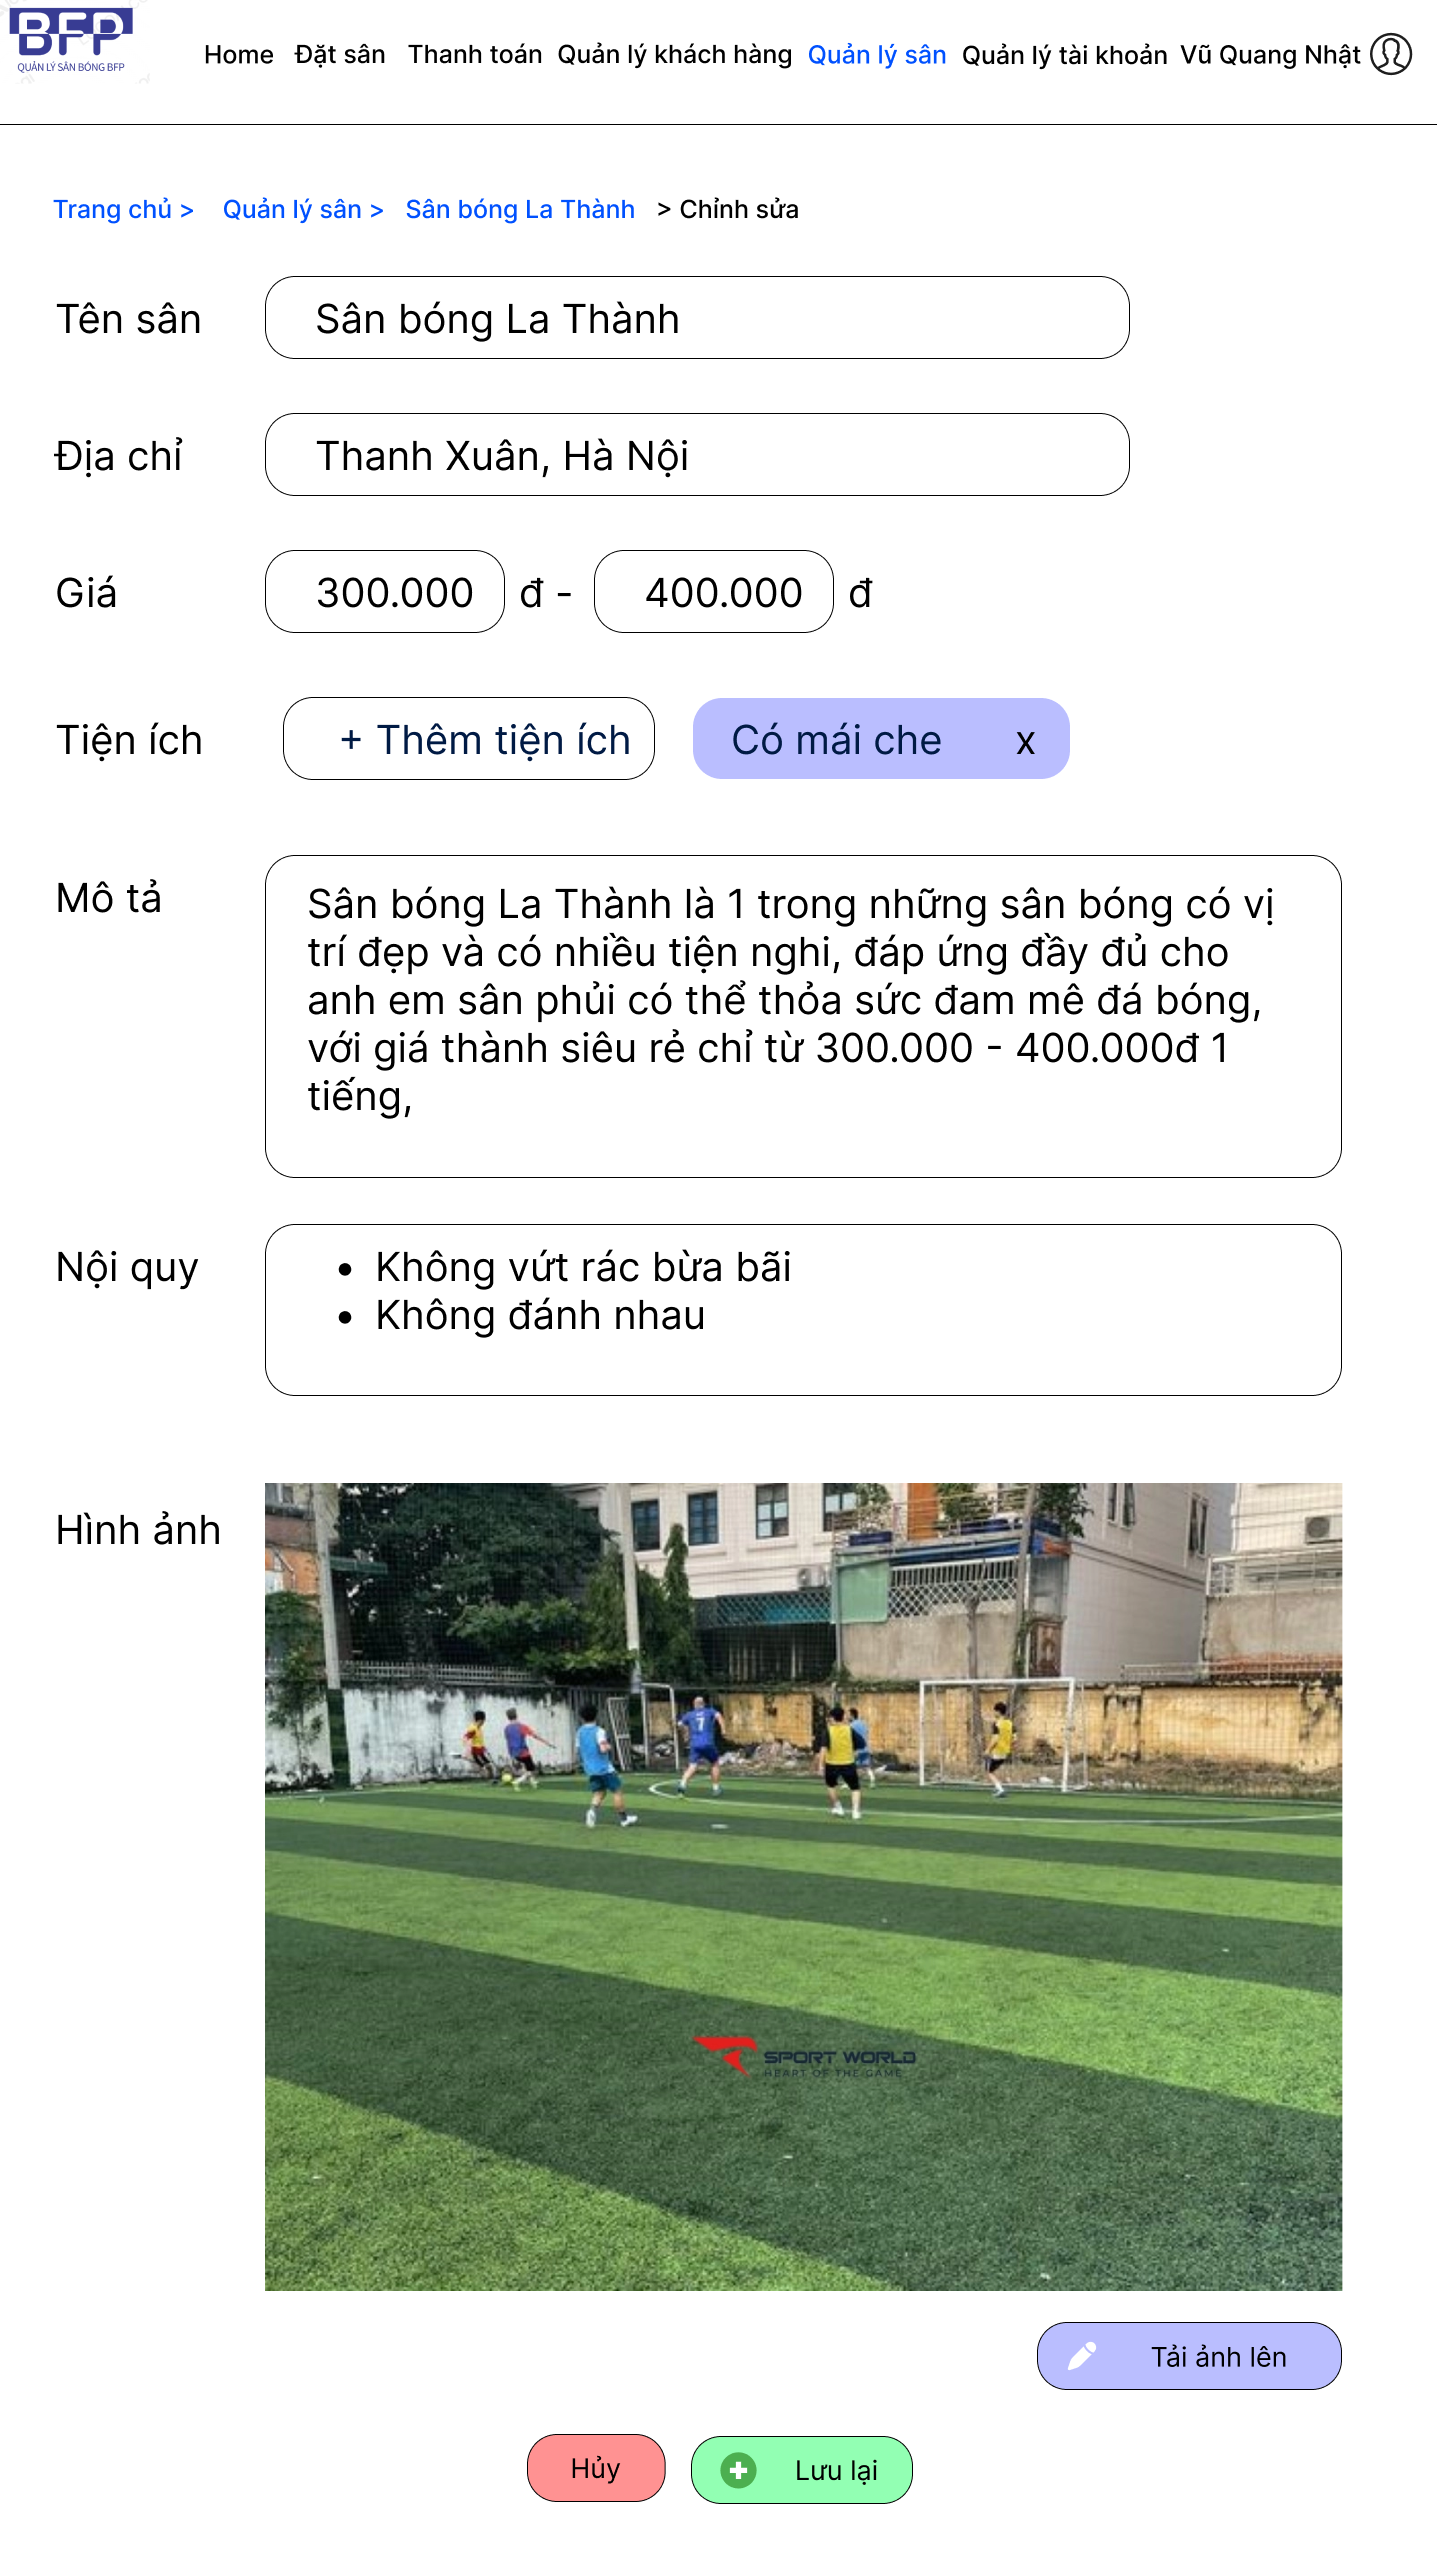 BFP
QUẢN LÝ SÂN BÓNG BFP
Home Đặt sân Thanh toán Quản lý khách hàng Quản lý sân Quản lý tài khoản Vũ Quang Nhật
Trang chủ > Quản lý sân > Sân bóng La Thành > Chỉnh sửa
Tên sân Sân bóng La Thành
Địa chỉ Thanh Xuân, Hà Nội
Giá 300.000 đ - 400.000 đ
Tiện ích + Thêm tiện ích Có mái che x
Mô tả
Sân bóng La Thành là 1 trong những sân bóng có vị
trí đẹp và có nhiều tiện nghi, đáp ứng đầy đủ cho
anh em sân phủi có thể thỏa sức đam mê đá bóng,
với giá thành siêu rẻ chỉ từ 300.000 - 400.000đ 1
tiếng,
Nội quy
• Không vứt rác bừa bãi
• Không đánh nhau
Hình ảnh
7
SPORT WORLD
HEART OF THE GAME
Tải ảnh lên
Hủy Lưu lại